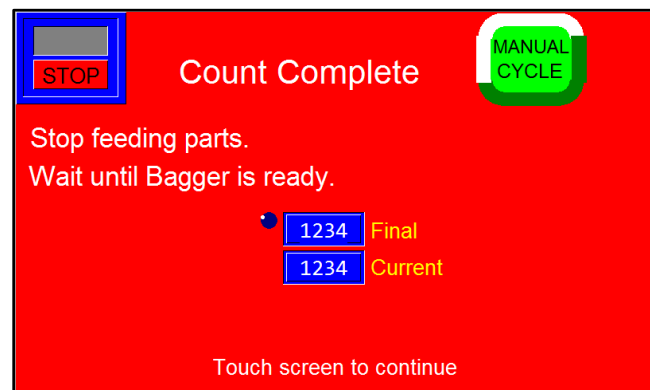 STOP
Count Complete
MANUAL
CYCLE
Stop feeding parts.
Wait until Bagger is ready.
1234 Final
1234 Current
Touch screen to continue